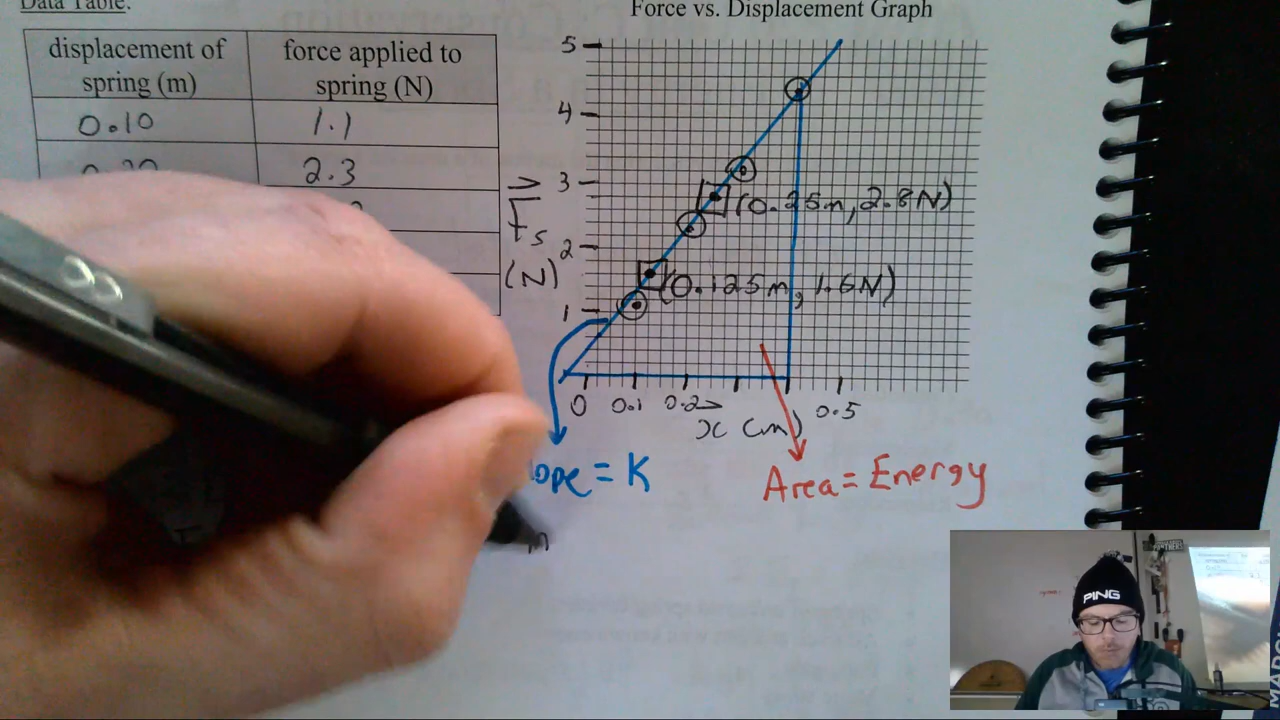 Data Table:
displacement of spring (m)
force applied to spring (N)
0.10
1.1
2.3
Force vs. Displacement Graph
5
4
3
2
1
Fs
(N)
(0.25m, 2.8N)
(0.125m, 1.6N)
0 0.1 0.2 0.5
x (m)
= K
Area = Energy
m
PING